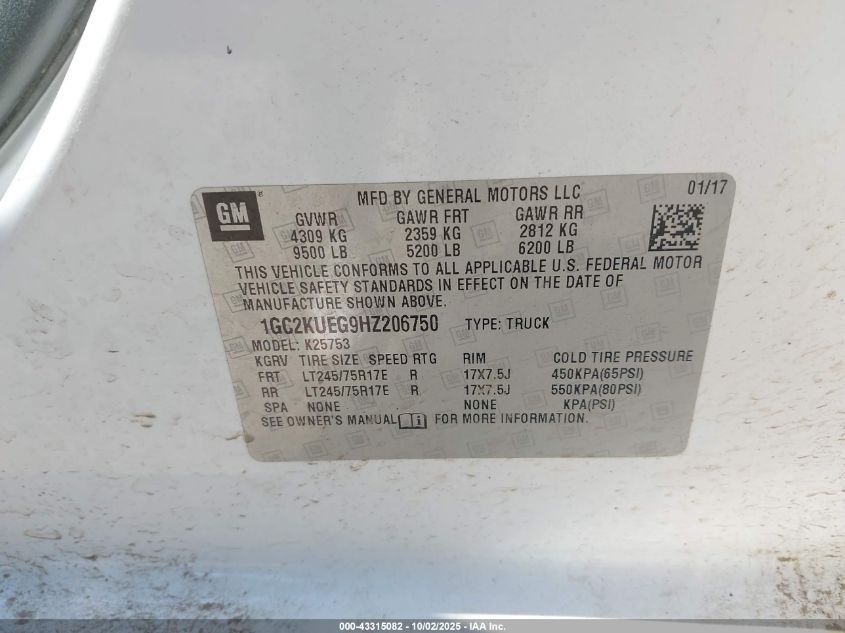 GM ®
MFD BY GENERAL MOTORS LLC 01/17
GVWR GAWR FRT GAWR RR
4309 KG 2359 KG 2812 KG
9500 LB 5200 LB 6200 LB
THIS VEHICLE CONFORMS TO ALL APPLICABLE U.S. FEDERAL MOTOR
VEHICLE SAFETY STANDARDS IN EFFECT ON THE DATE OF
MANUFACTURE SHOWN ABOVE.
1GC2KUEG9HZ206750 TYPE: TRUCK
MODEL: K25753
KGRV TIRE SIZE SPEED RTG RIM COLD TIRE PRESSURE
FRT LT245/75R17E R 17X7.5J 450KPA(65PSI)
RR LT245/75R17E R 17X7.5J 550KPA(80PSI)
SPA NONE NONE KPA(PSI)
SEE OWNER'S MANUAL i FOR MORE INFORMATION.
000-43315082 - 10/02/2025 - IAA Inc.